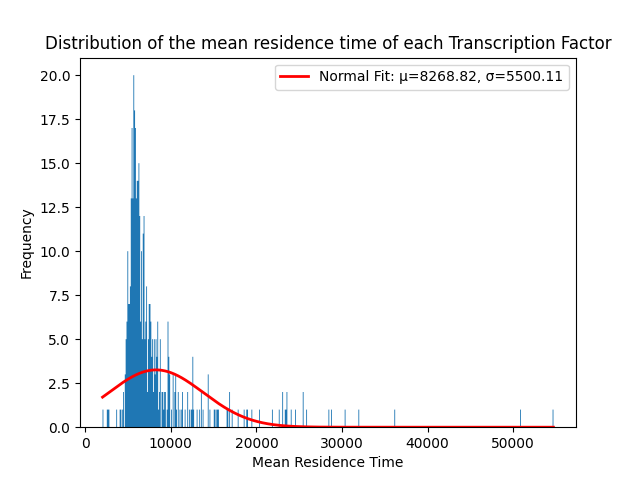 Distribution of the mean residence time of each Transcription Factor
Normal Fit: μ=8268.82, σ=5500.11
20.0
17.5
15.0
12.5
10.0
7.5
5.0
2.5
0.0
Frequency
0 10000 20000 30000 40000 50000
Mean Residence Time